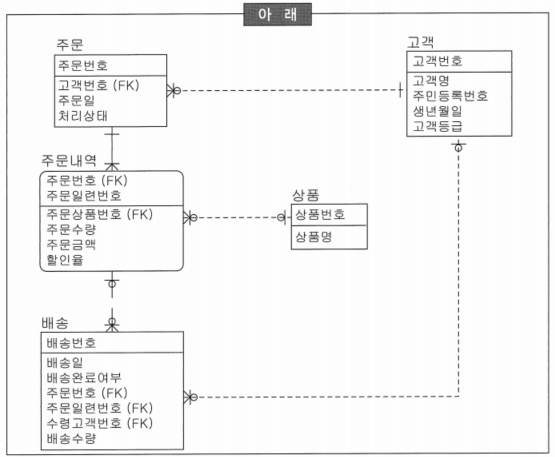 아 래
주문
주문번호
고객번호 (FK)
주문일
처리상태
고객
고객번호
고객명
주민등록번호
생년월일
고객등급
주문내역
주문번호 (FK)
주문일련번호
주문상품번호 (FK)
주문수량
주문금액
할인율
상품
상품번호
상품명
배송
배송번호
배송일
배송완료여부
주문번호 (FK)
주문일련번호 (FK)
수령고객번호 (FK)
배송수량